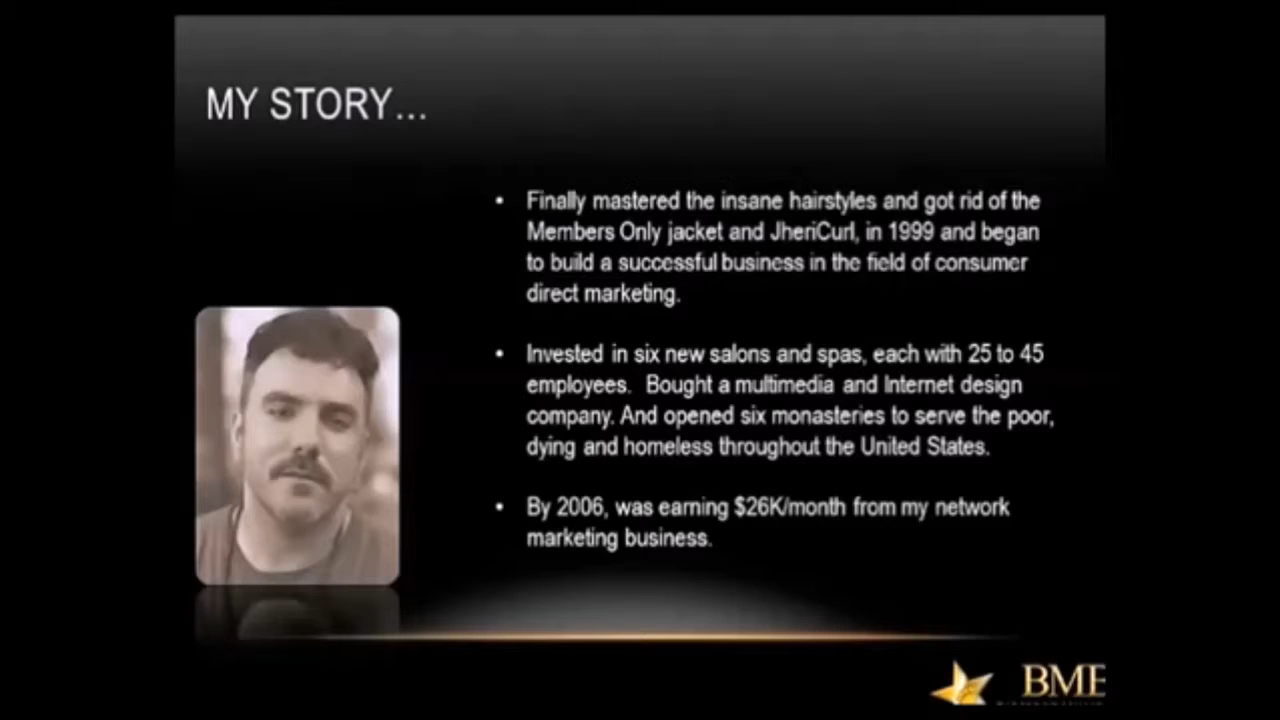 MY STORY...
• Finally mastered the insane hairstyles and got rid of the
Members Only jacket and JheriCurl, in 1999 and began
to build a successful business in the field of consumer
direct marketing.
• Invested in six new salons and spas, each with 25 to 45
employees.  Bought a multimedia and Internet design
company. And opened six monasteries to serve the poor,
dying and homeless throughout the United States.
• By 2006, was earning $26K/month from my network
marketing business.
BME